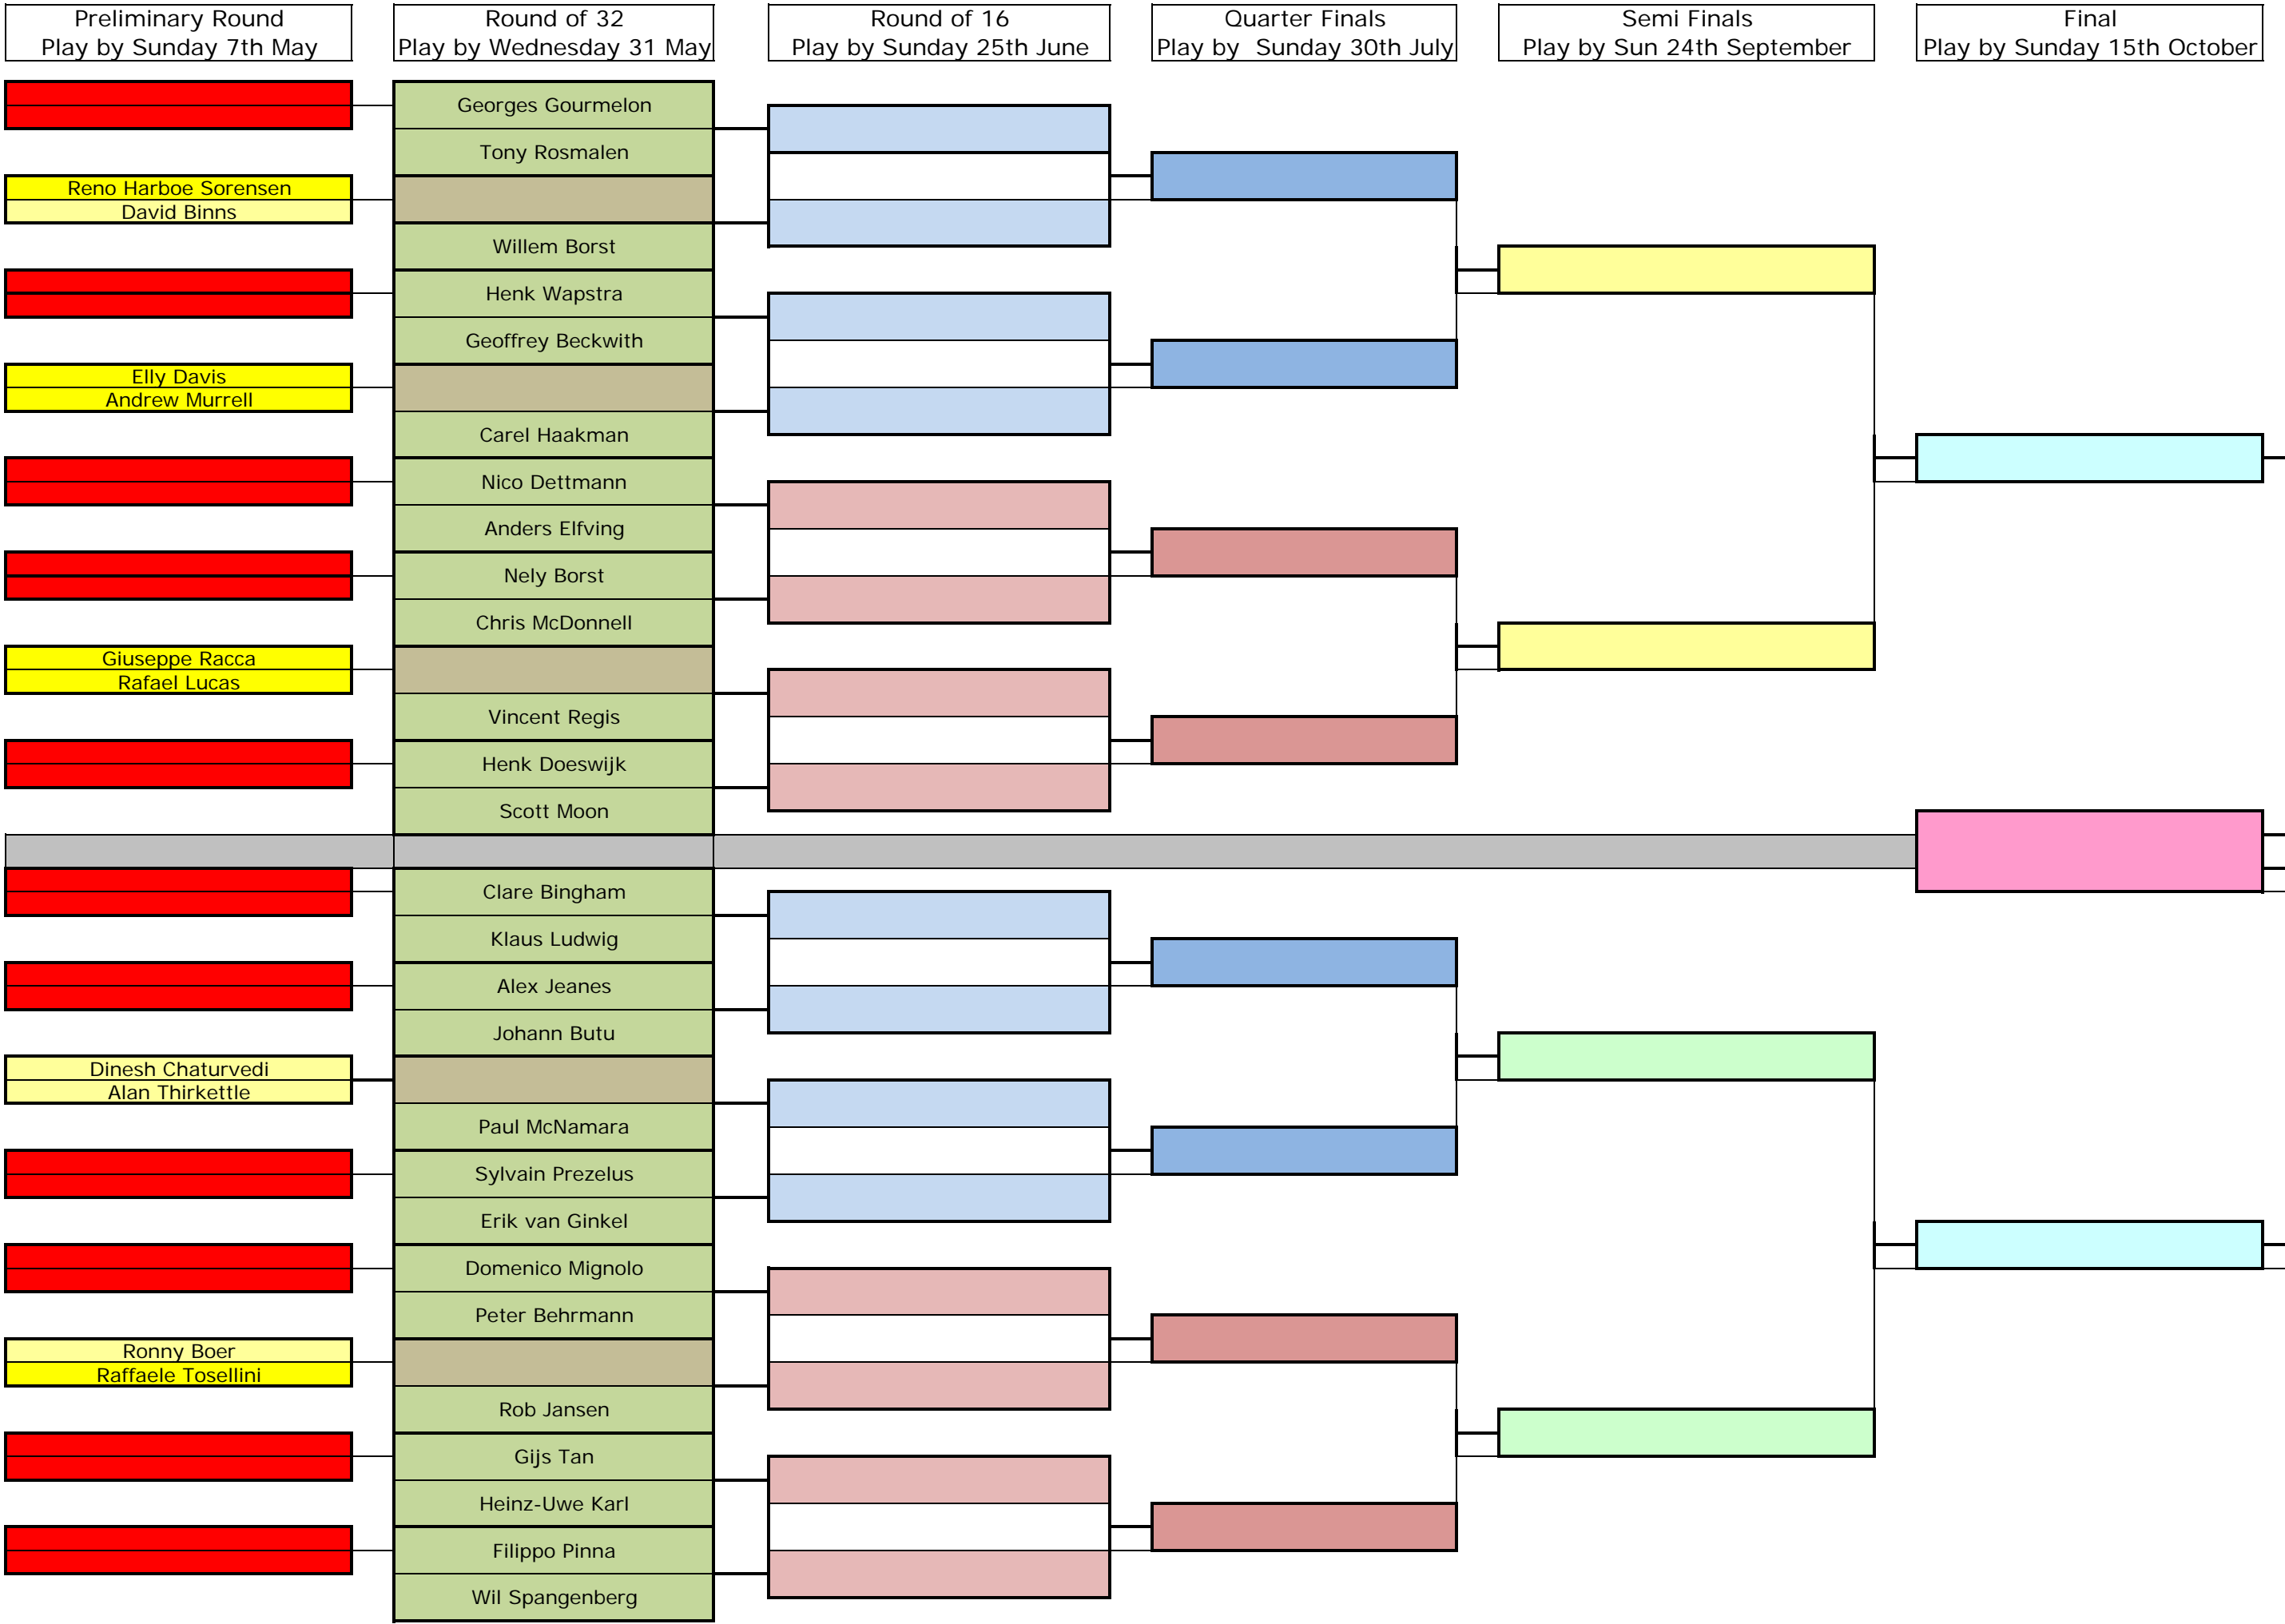 Preliminary Round
Play by Sunday 7th May
Round of 32
Play by Wednesday 31 May
Round of 16
Play by Sunday 25th June
Quarter Finals
Play by  Sunday 30th July
Semi Finals
Play by Sun 24th September
Final
Play by Sunday 15th October
Reno Harboe Sorensen
David Binns
Elly Davis
Andrew Murrell
Giuseppe Racca
Rafael Lucas
Dinesh Chaturvedi
Alan Thirkettle
Ronny Boer
Raffaele Tosellini
Georges Gourmelon
Tony Rosmalen
Willem Borst
Henk Wapstra
Geoffrey Beckwith
Carel Haakman
Nico Dettmann
Anders Elfving
Nely Borst
Chris McDonnell
Vincent Regis
Henk Doeswijk
Scott Moon
Clare Bingham
Klaus Ludwig
Alex Jeanes
Johann Butu
Paul McNamara
Sylvain Prezelus
Erik van Ginkel
Domenico Mignolo
Peter Behrmann
Rob Jansen
Gijs Tan
Heinz-Uwe Karl
Filippo Pinna
Wil Spangenberg